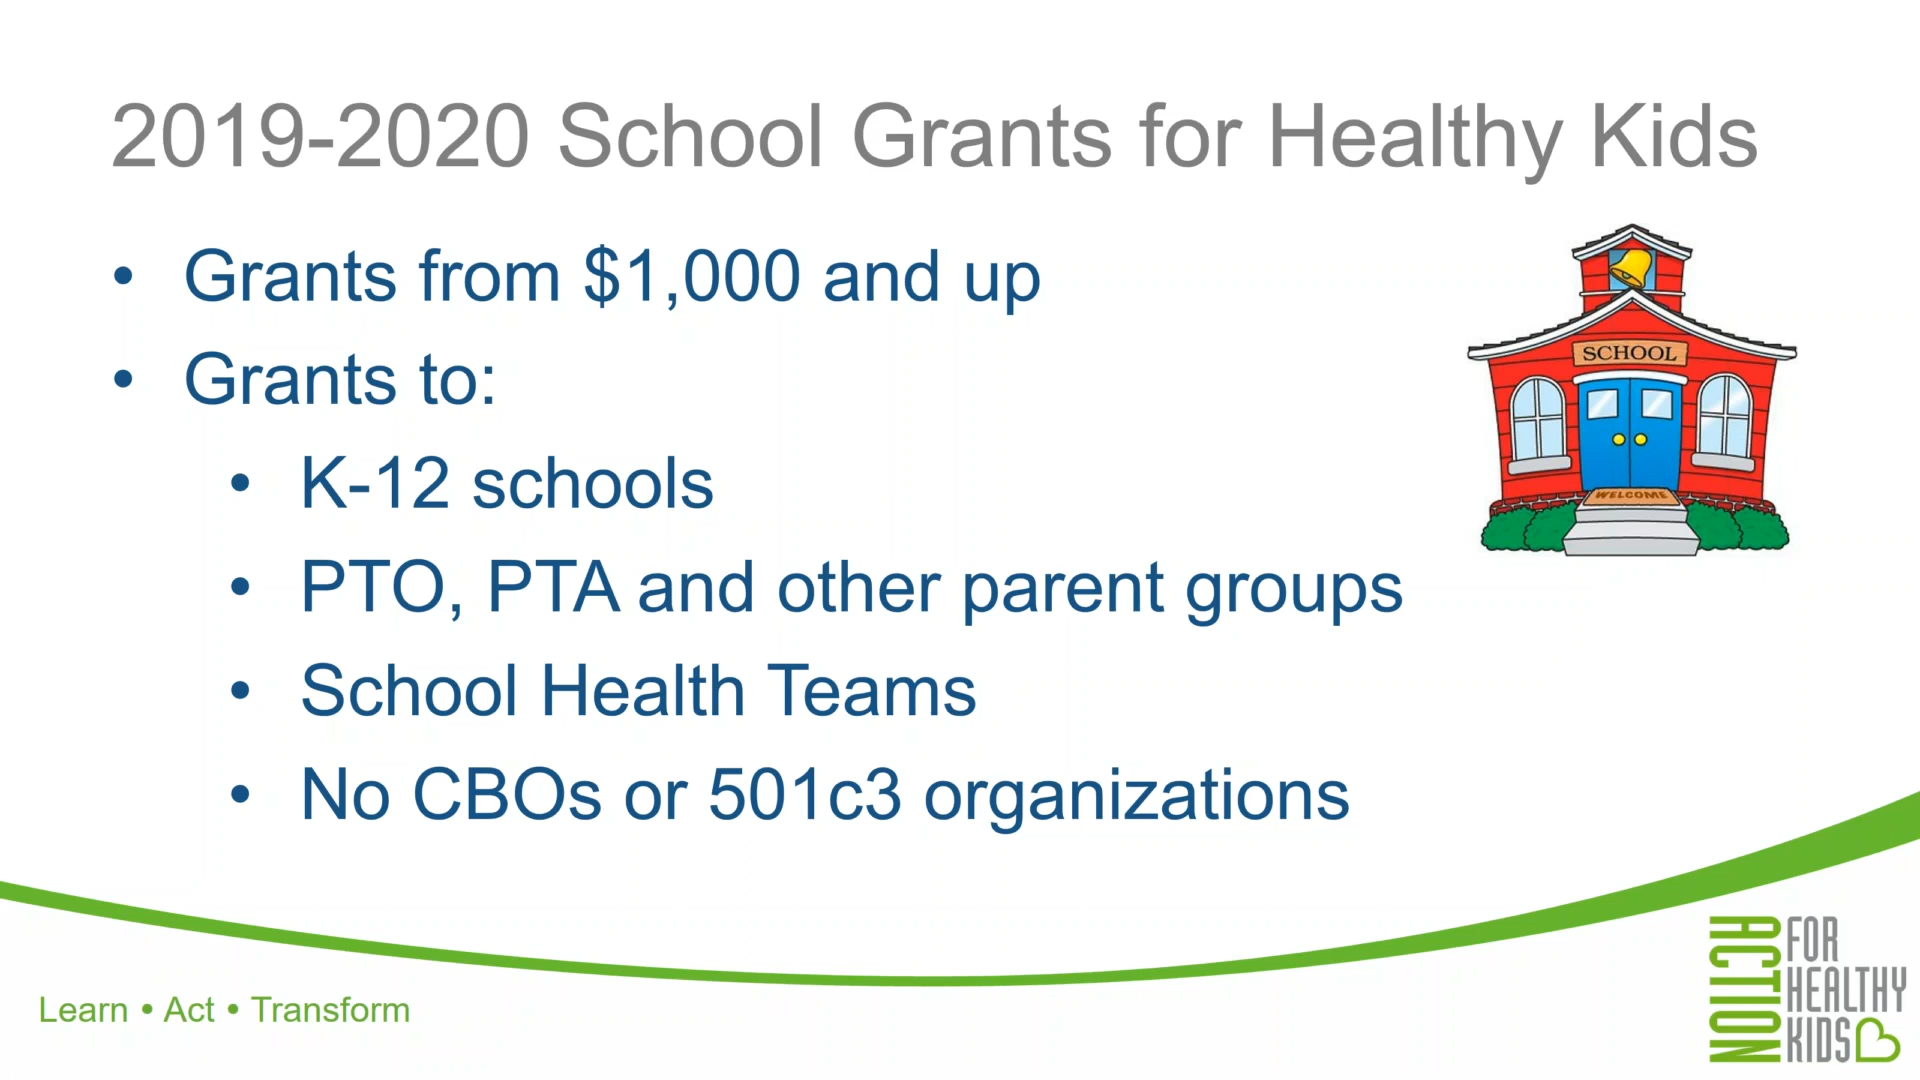 2019-2020 School Grants for Healthy Kids
• Grants from $1,000 and up
• Grants to:
• K-12 schools
• PTO, PTA and other parent groups
• School Health Teams
• No CBOs or 501c3 organizations
SCHOOL
WELCOME
Learn • Act • Transform
ACTION
FOR
HEALTHY
KIDS